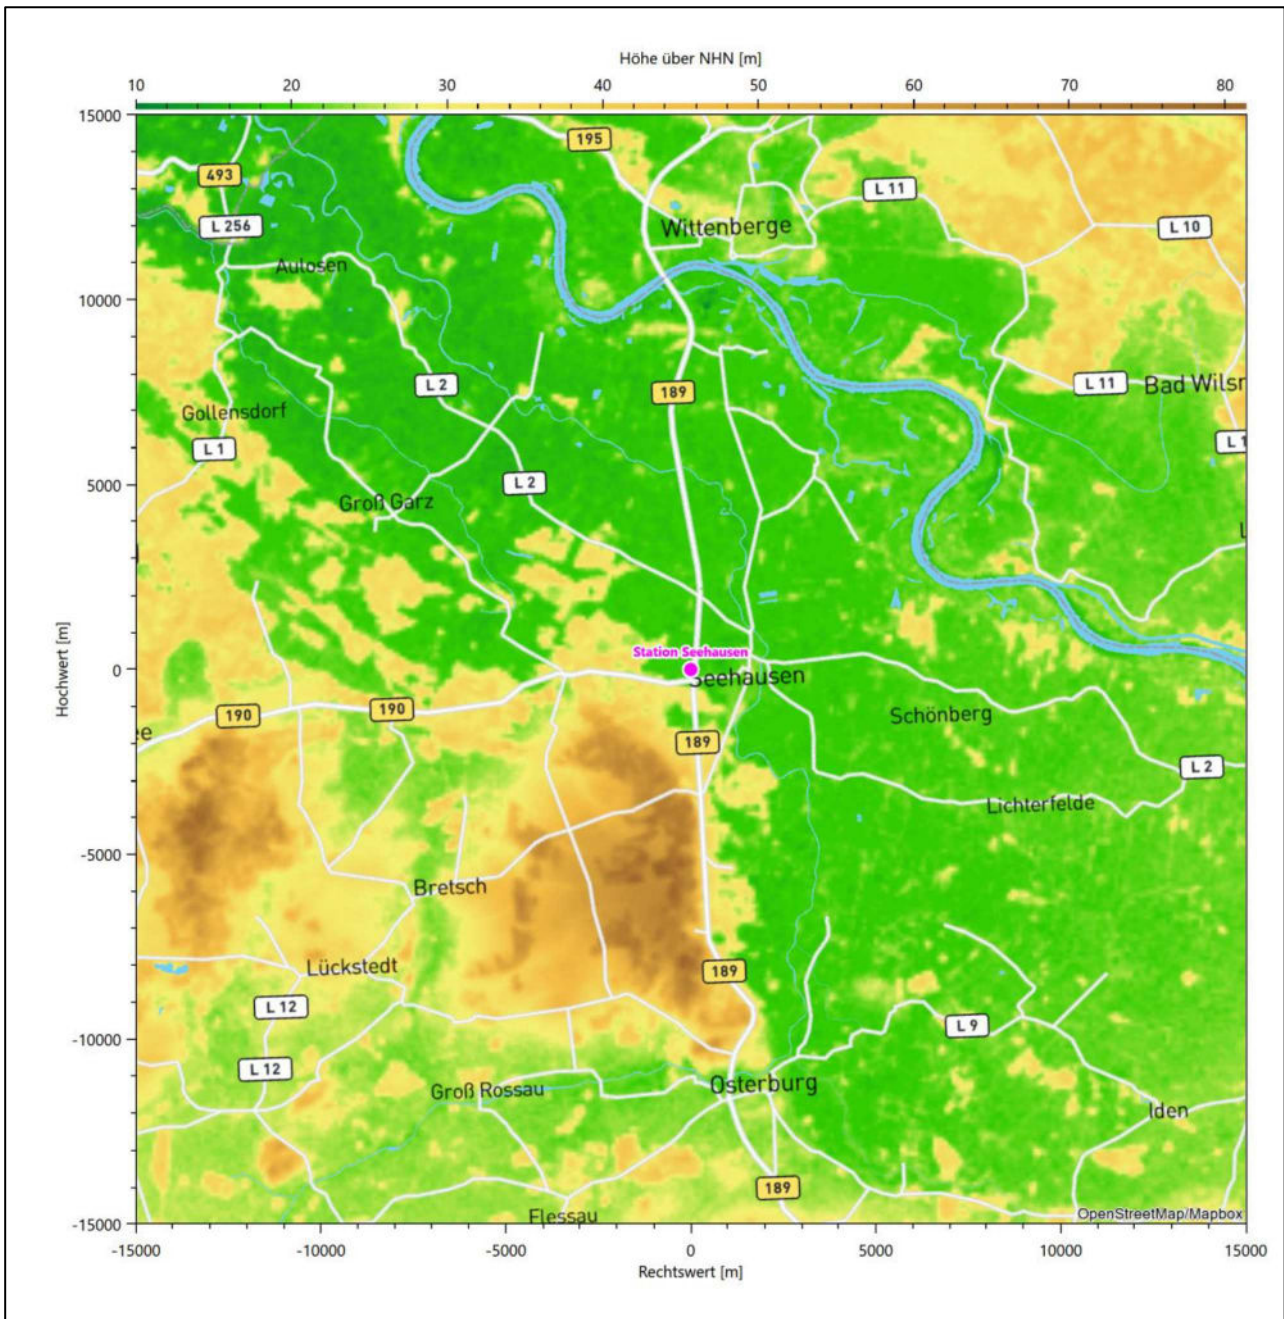 Höhe über NHN [m]
10 20 30 40 50 60 70 80
15000
195
493
L 11
L 256
Wittenberge
L 10
Aulosen
10000
L 2
189
L 11
Bad Wilsn
Gollensdorf
L 1
L 1
5000
L 2
Groß Garz
L
Hochwert [m]
Station Seehausen
0
Seehausen
190
190
Schönberg
ee
189
L 2
Lichterfelde
-5000
Bretsch
Lückstedt
189
L 12
L 9
-10000
L 12
Groß Rossau
Osterburg
Iden
189
Flessau
OpenStreetMap/Mapbox
-15000
-15000 -10000 -5000 0 5000 10000 15000
Rechtswert [m]